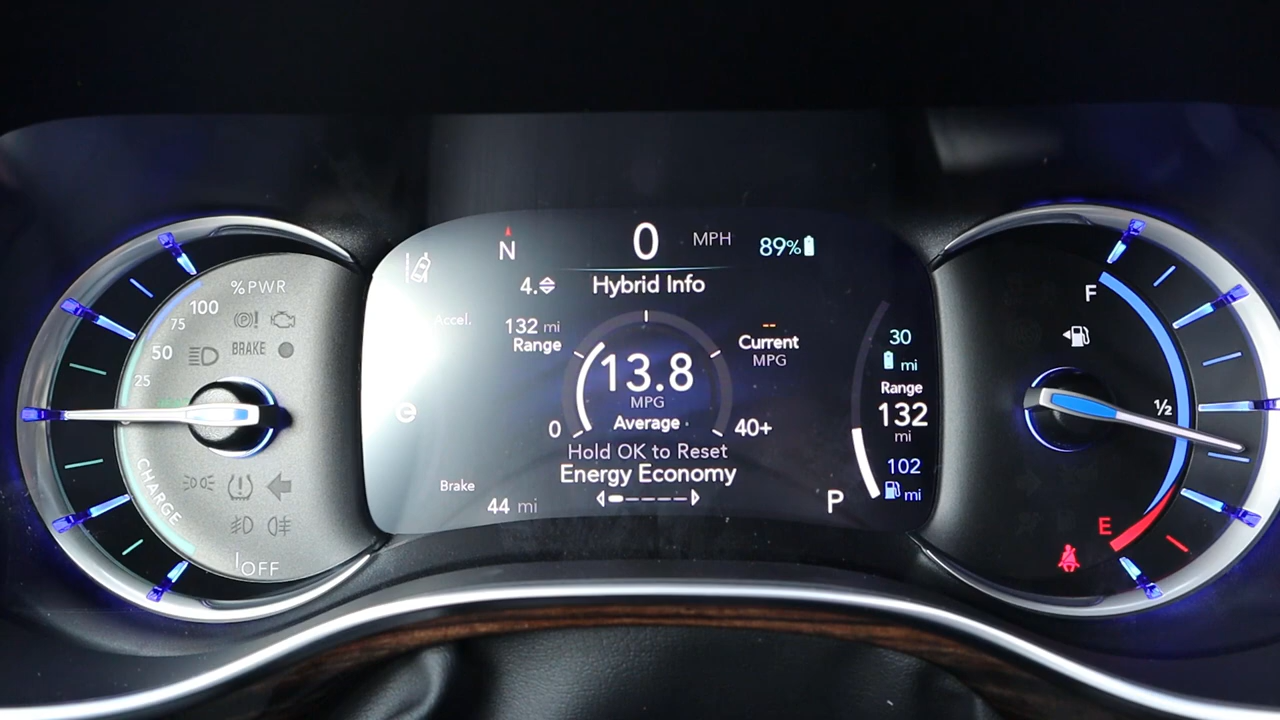 %PWR
100
75
50
25
0
BRAKE
CHARGE
OFF
N
0 MPH
89%
4.
Hybrid Info
Accel.
132 mi
Range
--
Current
MPG
13.8
MPG
Average
0
40+
Hold OK to Reset
Energy Economy
Brake
44 mi
P
30
mi
Range
132
mi
102
mi
F
½
E